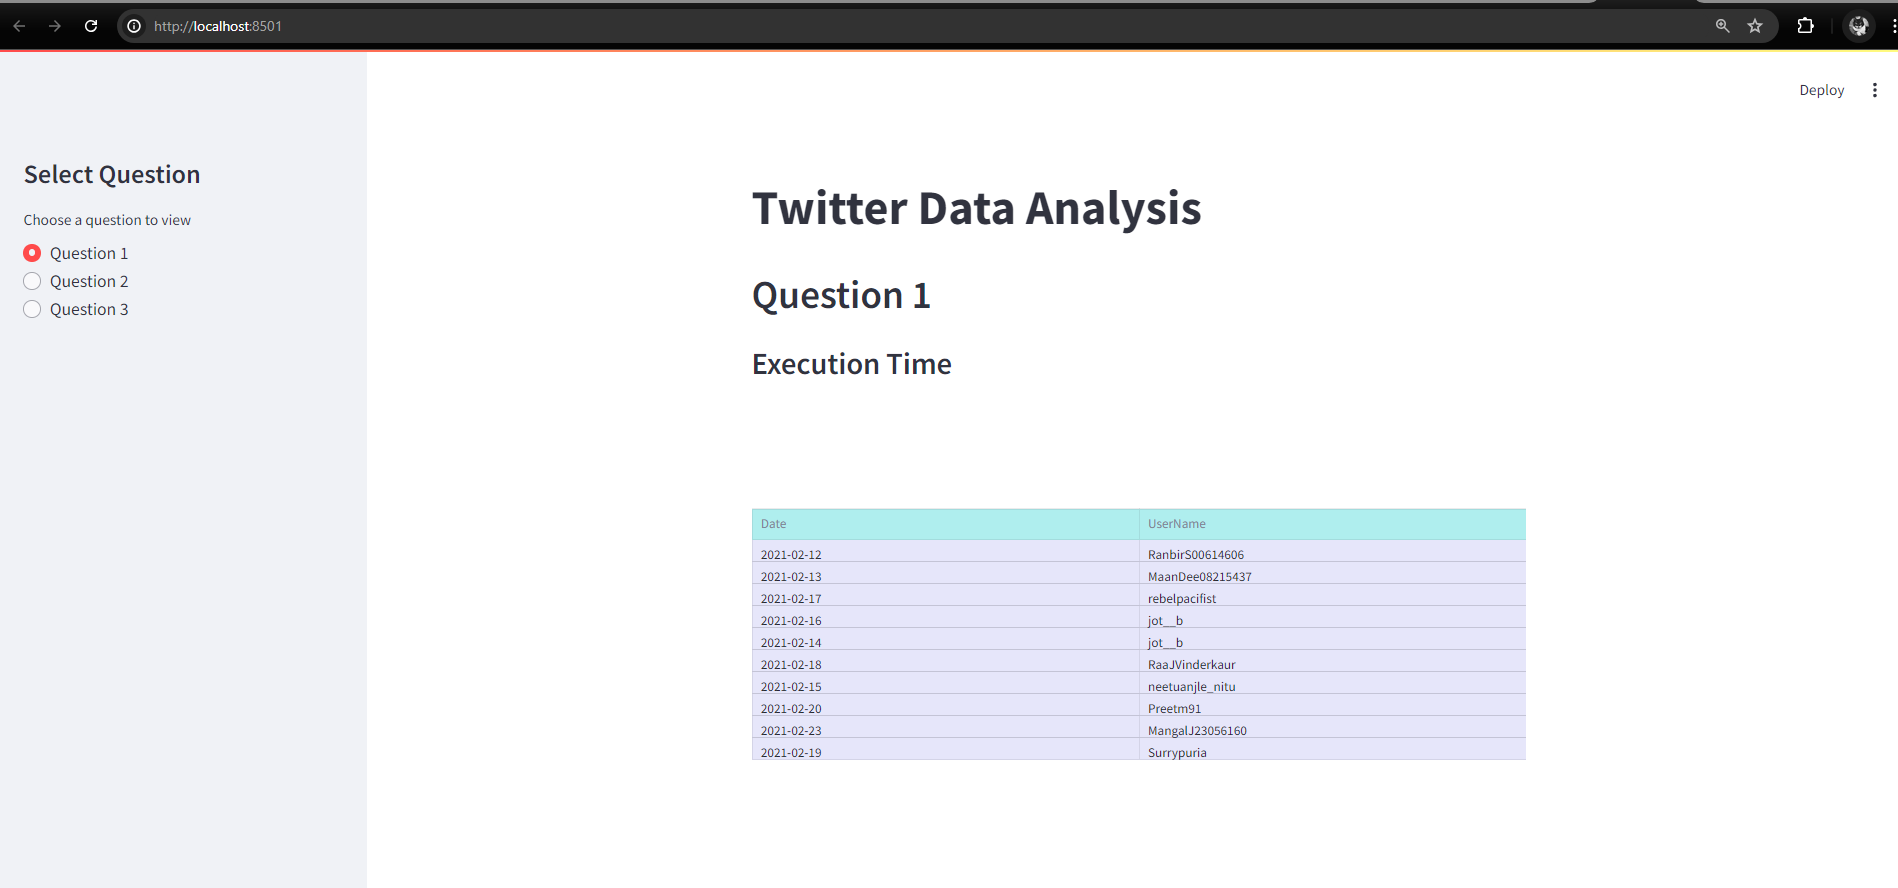 http://localhost:8501
Deploy
Select Question
Choose a question to view
Question 1
Question 2
Question 3
Twitter Data Analysis
Question 1
Execution Time
Date UserName
2021-02-12 RanbirS00614606
2021-02-13 MaanDee08215437
2021-02-17 rebelpacifist
2021-02-16 jot__b
2021-02-14 jot__b
2021-02-18 RaaJVinderkaur
2021-02-15 neetuanjle_nitu
2021-02-20 Preetm91
2021-02-23 MangalJ23056160
2021-02-19 Surrypuria